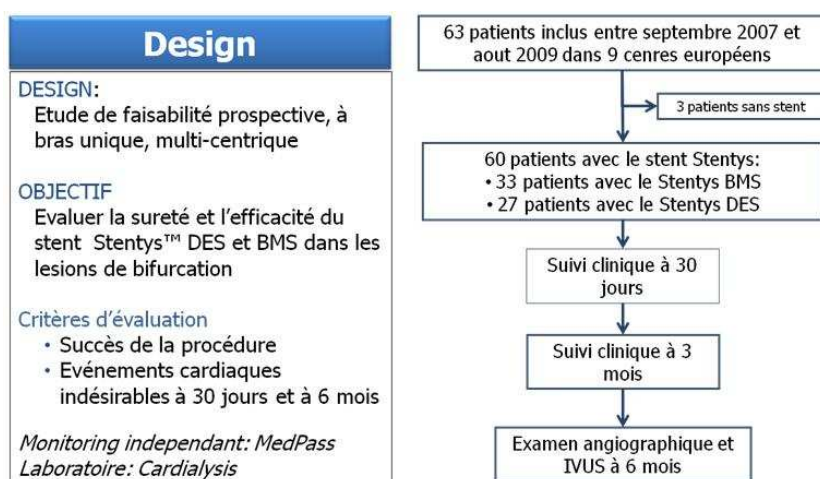 Design
DESIGN:
Etude de faisabilité prospective, à
bras unique, multi-centrique
OBJECTIF
Evaluer la sureté et l'efficacité du
stent Stentys™ DES et BMS dans les
lesions de bifurcation
Critères d'évaluation
• Succès de la procédure
• Evénements cardiaques
indésirables à 30 jours et à 6 mois
Monitoring independant: MedPass
Laboratoire: Cardialysis
63 patients inclus entre septembre 2007 et
aout 2009 dans 9 cenres européens
3 patients sans stent
60 patients avec le stent Stentys:
• 33 patients avec le Stentys BMS
• 27 patients avec le Stentys DES
Suivi clinique à 30
jours
Suivi clinique à 3
mois
Examen angiographique et
IVUS à 6 mois